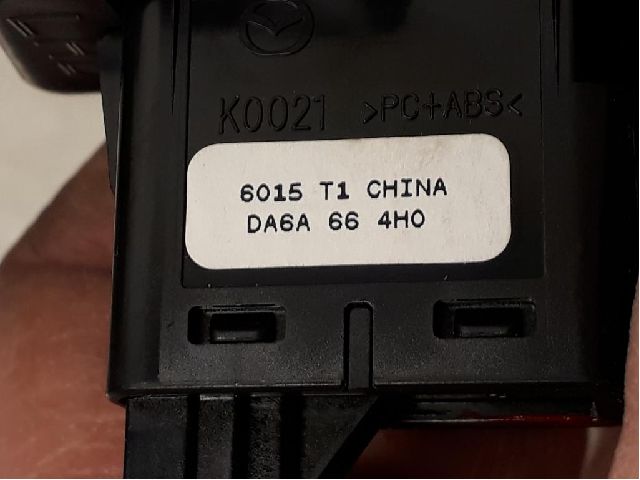 K0021 >PC+ABS<
6015 T1 CHINA
DA6A 66 4H0